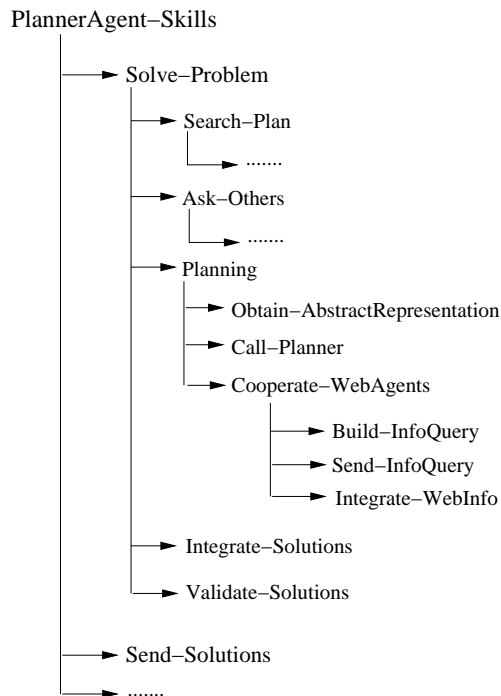 PlannerAgent−Skills
Solve−Problem
Search−Plan
.......
Ask−Others
.......
Planning
Obtain−AbstractRepresentation
Call−Planner
Cooperate−WebAgents
Build−InfoQuery
Send−InfoQuery
Integrate−WebInfo
Integrate−Solutions
Validate−Solutions
Send−Solutions
.......